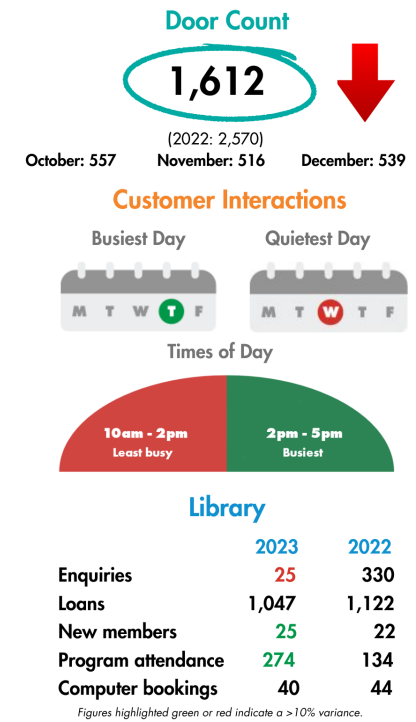 Door Count
1,612
(2022: 2,570)
October: 557 November: 516 December: 539
Customer Interactions
Busiest Day Quietest Day
M T W T F M T W T F
Times of Day
10am - 2pm 2pm - 5pm
Least busy Busiest
Library
2023 2022
Enquiries 25 330
Loans 1,047 1,122
New members 25 22
Program attendance 274 134
Computer bookings 40 44
Figures highlighted green or red indicate a >10% variance.